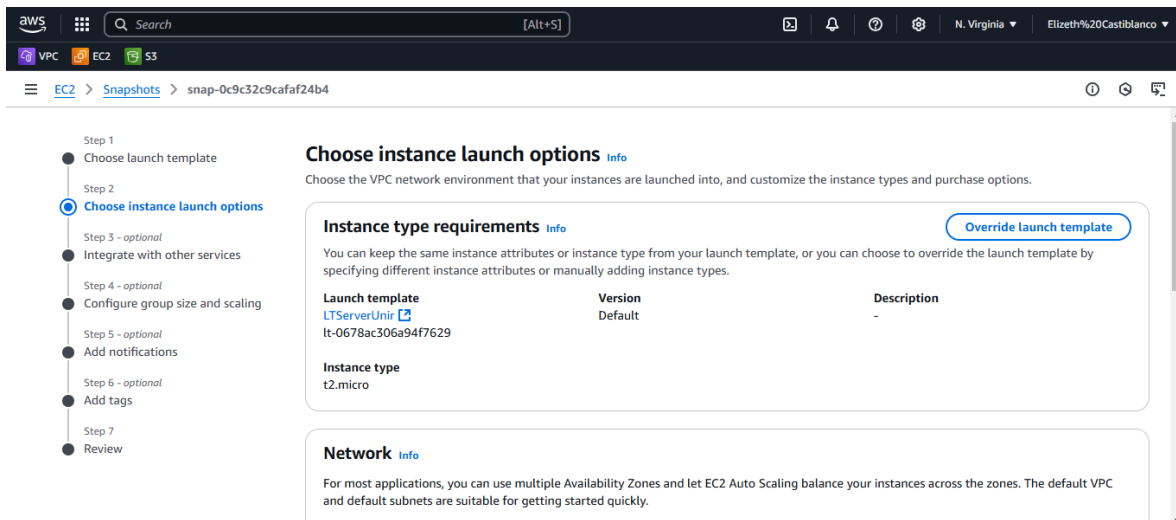 aws
Search [Alt+S]
N. Virginia ▼ Elizeth%20Castiblanco ▼
VPC EC2 S3
EC2 > Snapshots > snap-0c9c32c9cafaf24b4
Step 1
Choose launch template
Step 2
Choose instance launch options
Step 3 - optional
Integrate with other services
Step 4 - optional
Configure group size and scaling
Step 5 - optional
Add notifications
Step 6 - optional
Add tags
Step 7
Review
Choose instance launch options Info
Choose the VPC network environment that your instances are launched into, and customize the instance types and purchase options.
Instance type requirements Info
Override launch template
You can keep the same instance attributes or instance type from your launch template, or you can choose to override the launch template by
specifying different instance attributes or manually adding instance types.
Launch template Version Description
LTServerUnir Default -
lt-0678ac306a94f7629
Instance type
t2.micro
Network Info
For most applications, you can use multiple Availability Zones and let EC2 Auto Scaling balance your instances across the zones. The default VPC
and default subnets are suitable for getting started quickly.